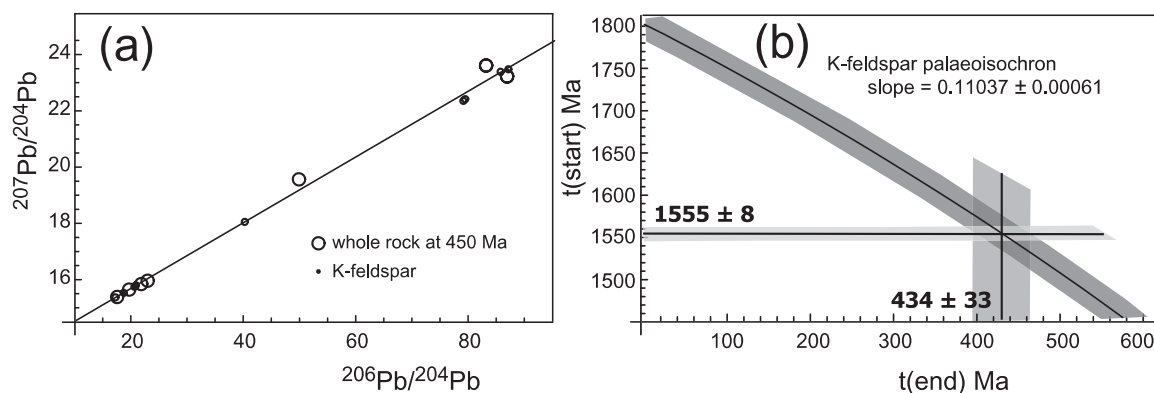 (a)
24
22
20
18
16
207Pb/204Pb
whole rock at 450 Ma
K-feldspar
20 40 60 80
206Pb/204Pb
(b)
1800
1750
1700
1650
1600
1550
1500
t(start) Ma
K-feldspar palaeoisochron
slope = 0.11037 ± 0.00061
1555 ± 8
434 ± 33
100 200 300 400 500 600
t(end) Ma